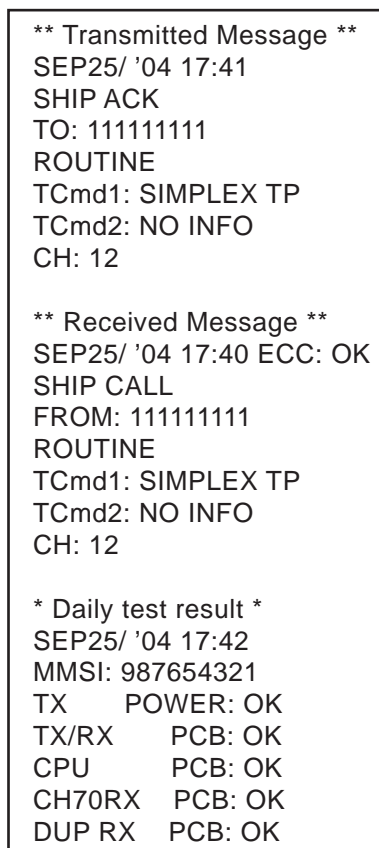 ** Transmitted Message **
SEP25/ ’04 17:41
SHIP ACK
TO: 111111111
ROUTINE
TCmd1: SIMPLEX TP
TCmd2: NO INFO
CH: 12
** Received Message **
SEP25/ ’04 17:40 ECC: OK
SHIP CALL
FROM: 111111111
ROUTINE
TCmd1: SIMPLEX TP
TCmd2: NO INFO
CH: 12
* Daily test result *
SEP25/ ’04 17:42
MMSI: 987654321
TX POWER: OK
TX/RX PCB: OK
CPU PCB: OK
CH70RX PCB: OK
DUP RX PCB: OK